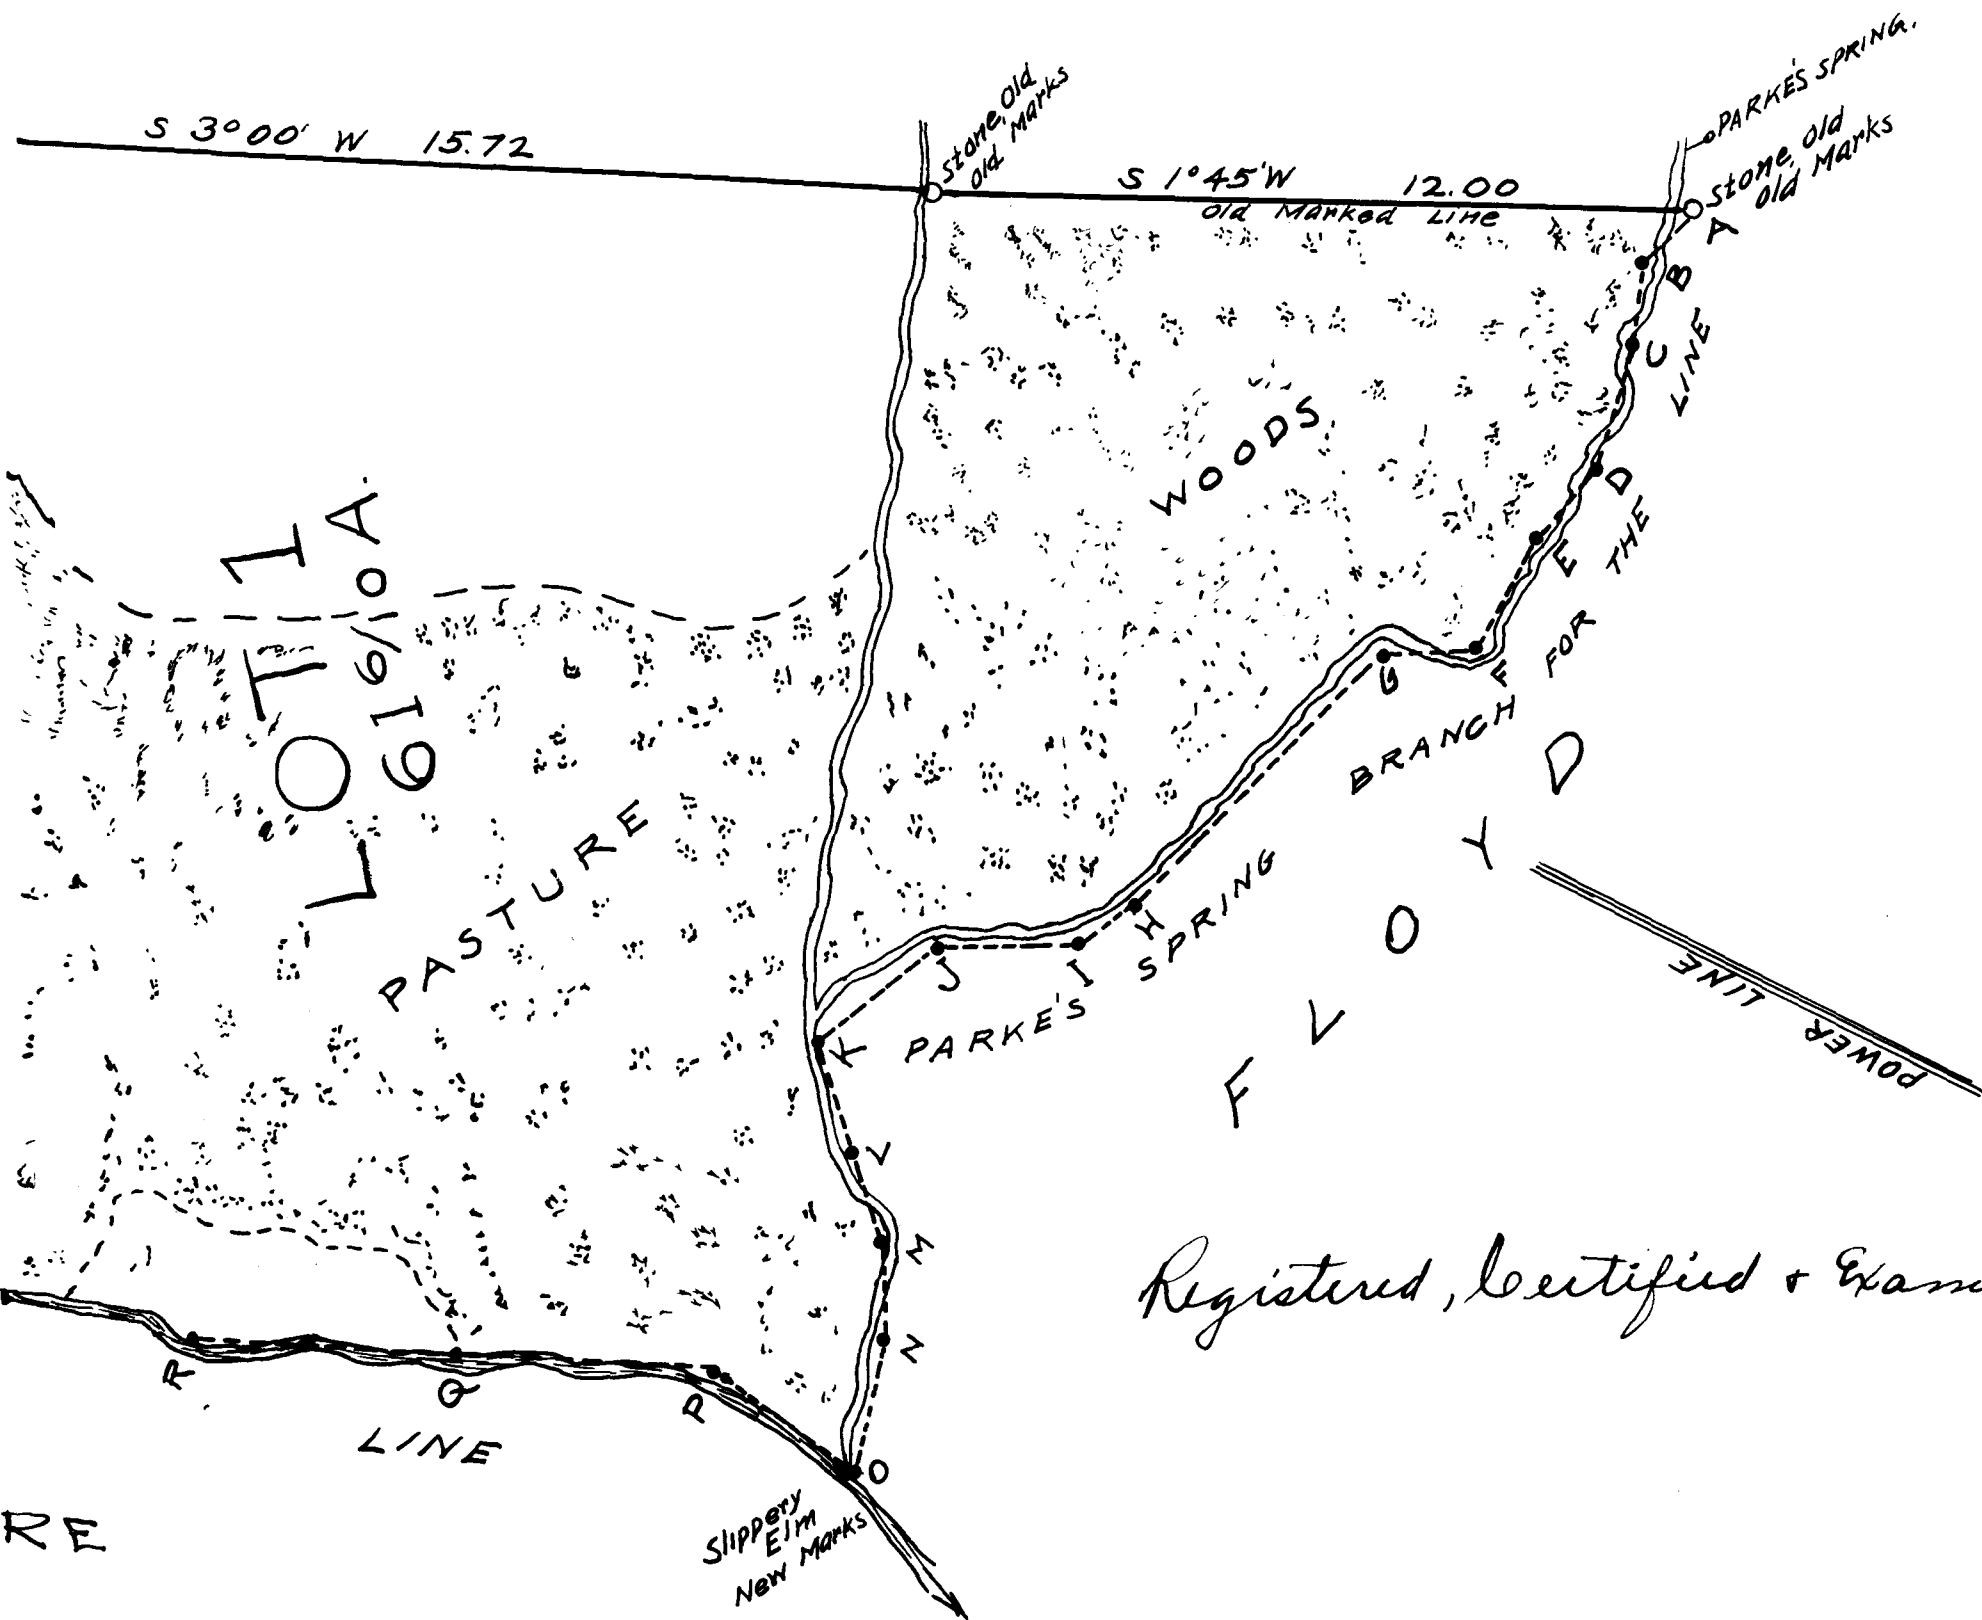 PARKE'S SPRING.
Stone, Old
Old Marks
S 3°00' W 15.72
Stone, Old
Old Marks
S 1°45' W 12.00
Old Marked Line
A
B
C
LINE
D
THE
E
FOR
F
G
BRANCH
H
SPRING
I
J
PARKE'S
K
L
M
N
O
P
Q
R
WOODS
LOT 1
61 6/10 A.
PASTURE
F V O Y D
POWER LINE
Registered, Certified &
LINE
Slippery
Elm
New Marks
RE